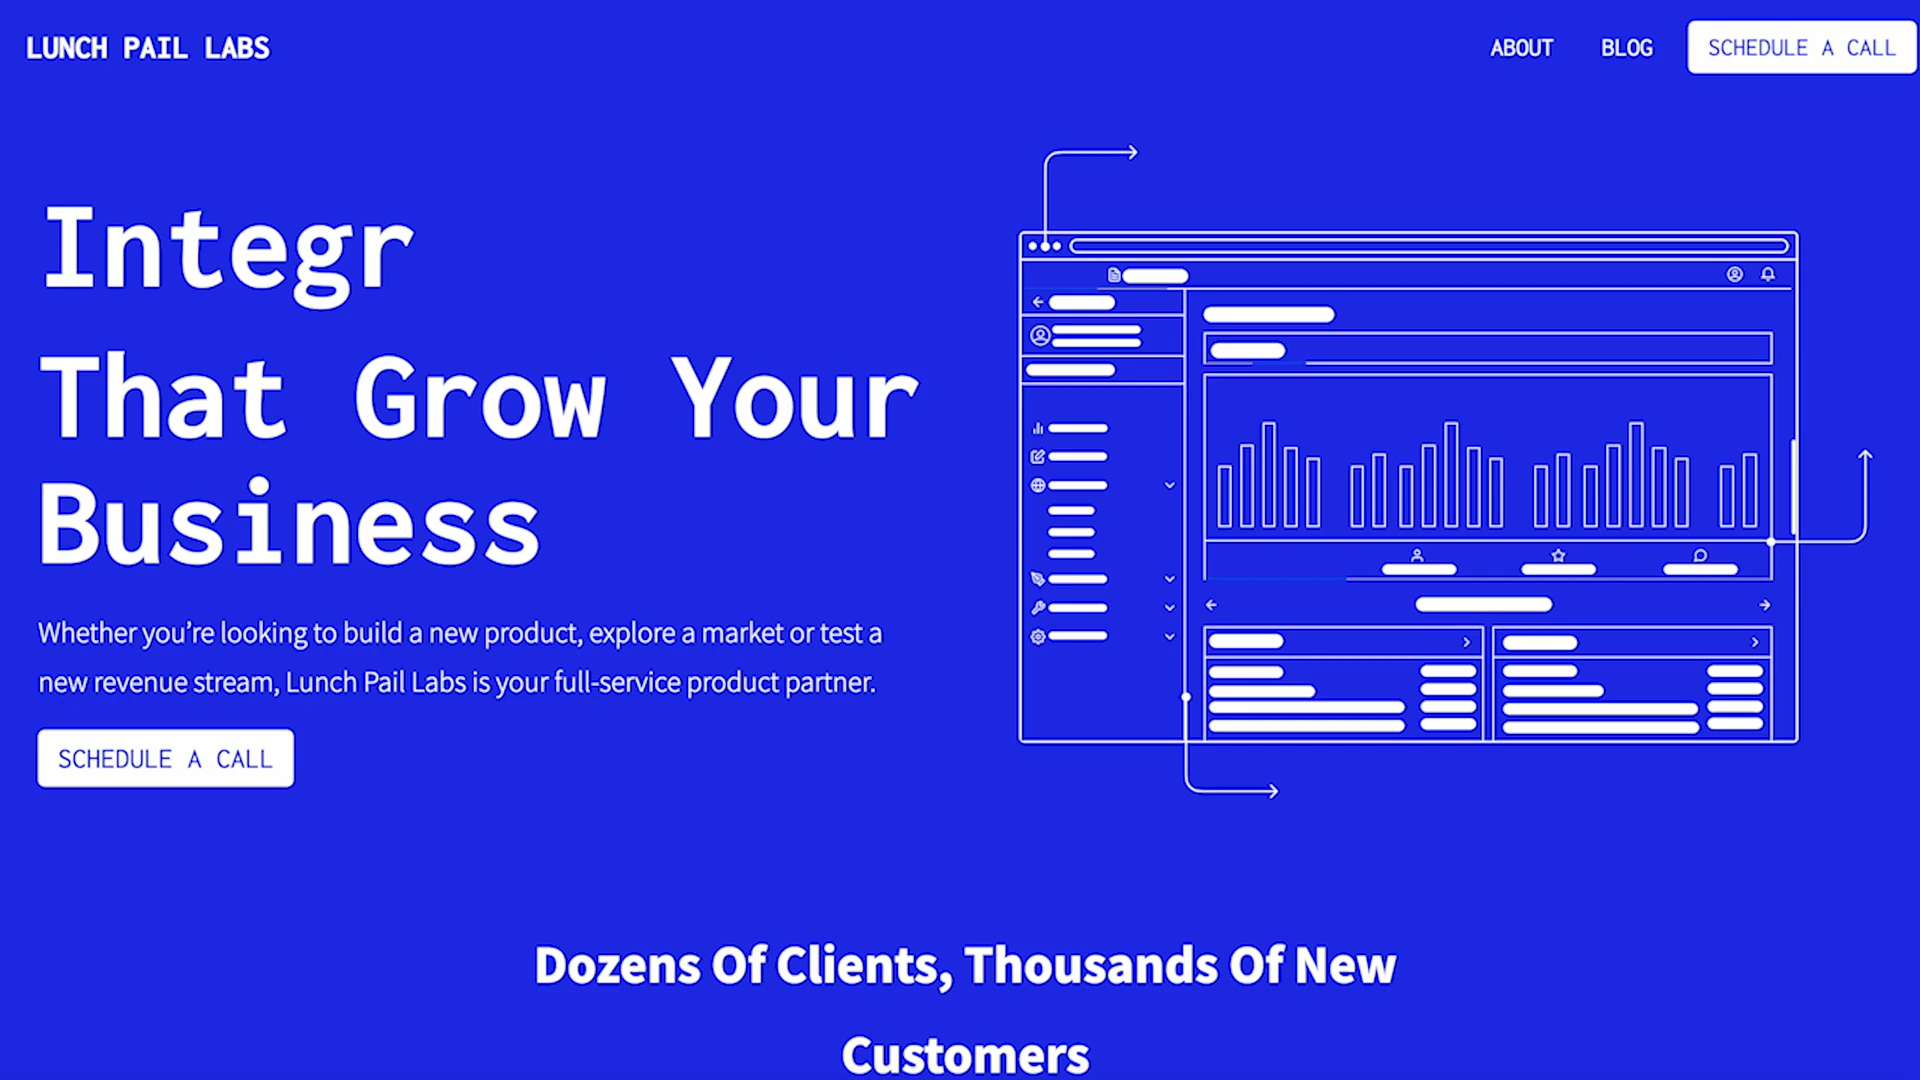 LUNCH PAIL LABS
ABOUT
BLOG
SCHEDULE A CALL
Integr
That Grow Your
Business
Whether you’re looking to build a new product, explore a market or test a
new revenue stream, Lunch Pail Labs is your full-service product partner.
SCHEDULE A CALL
Dozens Of Clients, Thousands Of New
Customers